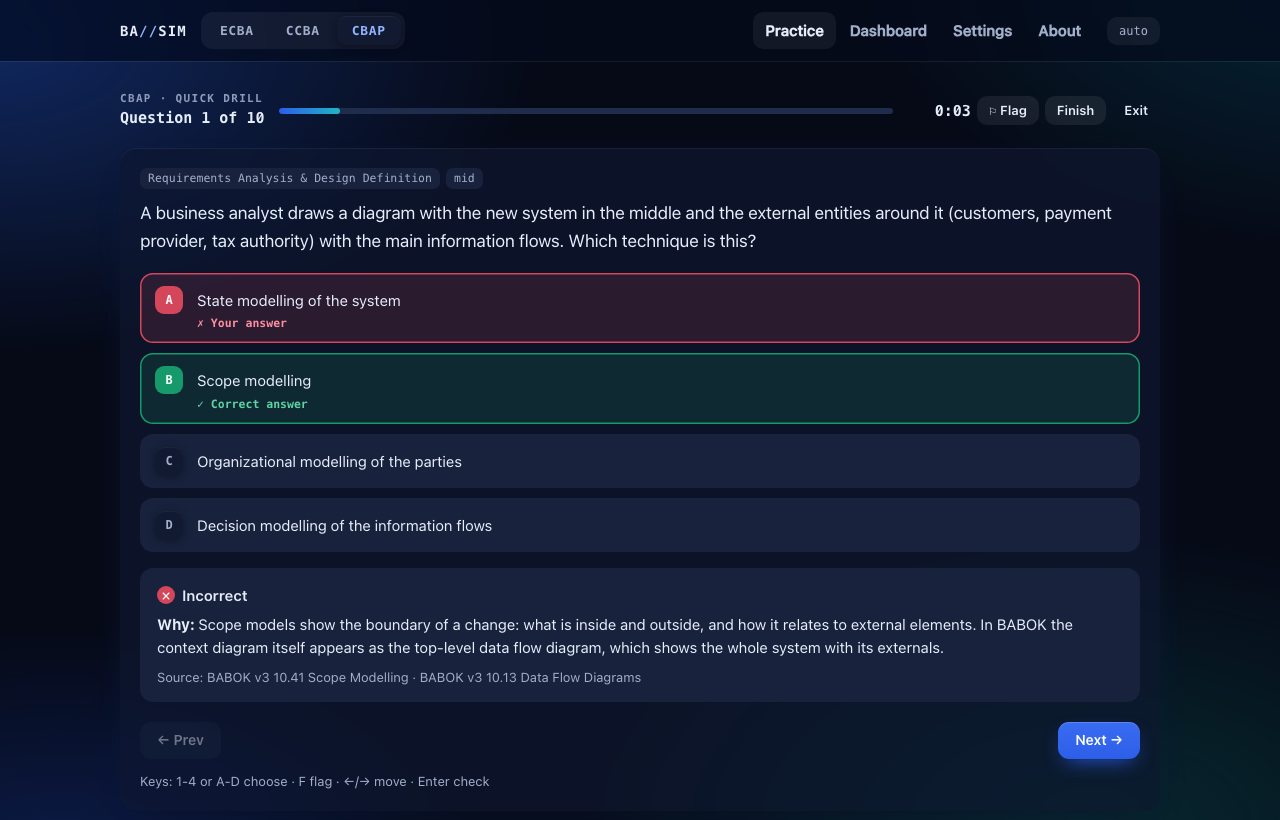 BA//SIM ECBA CCBA CBAP Practice Dashboard Settings About auto
CBAP · QUICK DRILL
Question 1 of 10
0:03 ⚐ Flag Finish Exit
Requirements Analysis & Design Definition mid
A business analyst draws a diagram with the new system in the middle and the external entities around it (customers, payment
provider, tax authority) with the main information flows. Which technique is this?
A State modelling of the system
✗ Your answer
B Scope modelling
✓ Correct answer
C Organizational modelling of the parties
D Decision modelling of the information flows
✕ Incorrect
Why: Scope models show the boundary of a change: what is inside and outside, and how it relates to external elements. In BABOK the
context diagram itself appears as the top-level data flow diagram, which shows the whole system with its externals.
Source: BABOK v3 10.41 Scope Modelling · BABOK v3 10.13 Data Flow Diagrams
← Prev Next →
Keys: 1-4 or A-D choose · F flag · ←/→ move · Enter check